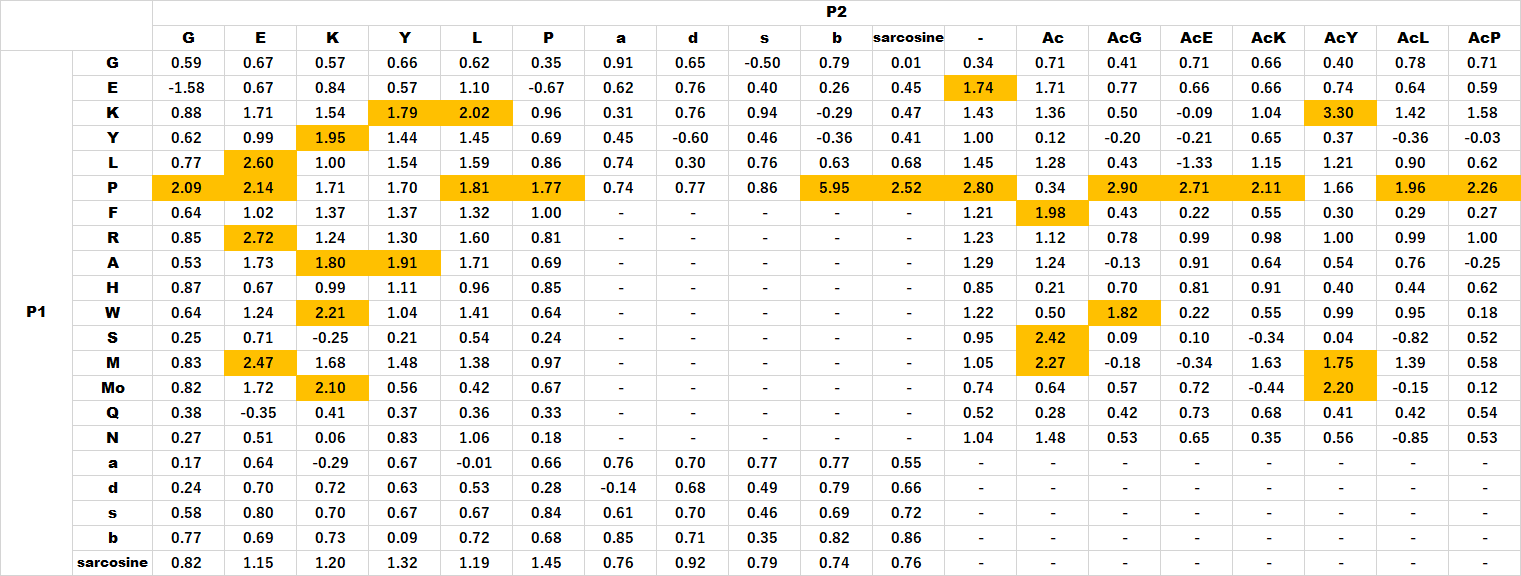 P2
G E K Y L P a d s b sarcosine - Ac AcG AcE AcK AcY AcL AcP
G 0.59 0.67 0.57 0.66 0.62 0.35 0.91 0.65 -0.50 0.79 0.01 0.34 0.71 0.41 0.71 0.66 0.40 0.78 0.71
E -1.58 0.67 0.84 0.57 1.10 -0.67 0.62 0.76 0.40 0.26 0.45 1.74 1.71 0.77 0.66 0.66 0.74 0.64 0.59
K 0.88 1.71 1.54 1.79 2.02 0.96 0.31 0.76 0.94 -0.29 0.47 1.43 1.36 0.50 -0.09 1.04 3.30 1.42 1.58
Y 0.62 0.99 1.95 1.44 1.45 0.69 0.45 -0.60 0.46 -0.36 0.41 1.00 0.12 -0.20 -0.21 0.65 0.37 -0.36 -0.03
L 0.77 2.60 1.00 1.54 1.59 0.86 0.74 0.30 0.76 0.63 0.68 1.45 1.28 0.43 -1.33 1.15 1.21 0.90 0.62
P 2.09 2.14 1.71 1.70 1.81 1.77 0.74 0.77 0.86 5.95 2.52 2.80 0.34 2.90 2.71 2.11 1.66 1.96 2.26
F 0.64 1.02 1.37 1.37 1.32 1.00 - - - - - 1.21 1.98 0.43 0.22 0.55 0.30 0.29 0.27
R 0.85 2.72 1.24 1.30 1.60 0.81 - - - - - 1.23 1.12 0.78 0.99 0.98 1.00 0.99 1.00
A 0.53 1.73 1.80 1.91 1.71 0.69 - - - - - 1.29 1.24 -0.13 0.91 0.64 0.54 0.76 -0.25
H 0.87 0.67 0.99 1.11 0.96 0.85 - - - - - 0.85 0.21 0.70 0.81 0.91 0.40 0.44 0.62
P1 W 0.64 1.24 2.21 1.04 1.41 0.64 - - - - - 1.22 0.50 1.82 0.22 0.55 0.99 0.95 0.18
S 0.25 0.71 -0.25 0.21 0.54 0.24 - - - - - 0.95 2.42 0.09 0.10 -0.34 0.04 -0.82 0.52
M 0.83 2.47 1.68 1.48 1.38 0.97 - - - - - 1.05 2.27 -0.18 -0.34 1.63 1.75 1.39 0.58
Mo 0.82 1.72 2.10 0.56 0.42 0.67 - - - - - 0.74 0.64 0.57 0.72 -0.44 2.20 -0.15 0.12
Q 0.38 -0.35 0.41 0.37 0.36 0.33 - - - - - 0.52 0.28 0.42 0.73 0.68 0.41 0.42 0.54
N 0.27 0.51 0.06 0.83 1.06 0.18 - - - - - 1.04 1.48 0.53 0.65 0.35 0.56 -0.85 0.53
a 0.17 0.64 -0.29 0.67 -0.01 0.66 0.76 0.70 0.77 0.77 0.55 - - - - - - - -
d 0.24 0.70 0.72 0.63 0.53 0.28 -0.14 0.68 0.49 0.79 0.66 - - - - - - - -
s 0.58 0.80 0.70 0.67 0.67 0.84 0.61 0.70 0.46 0.69 0.72 - - - - - - - -
b 0.77 0.69 0.73 0.09 0.72 0.68 0.85 0.71 0.35 0.82 0.86 - - - - - - - -
sarcosine 0.82 1.15 1.20 1.32 1.19 1.45 0.76 0.92 0.79 0.74 0.76 - - - - - - - -